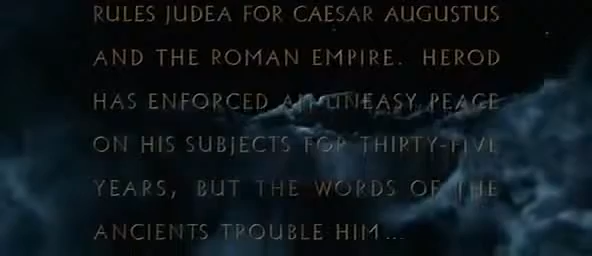 RULES JUDEA FOR CAESAR AUGUSTUS
AND THE ROMAN EMPIRE. HEROD
HAS ENFORCED AN UNEASY PEACE
ON HIS SUBJECTS FOR THIRTY-FIVE
YEARS, BUT THE WORDS OF THE
ANCIENTS TROUBLE HIM...